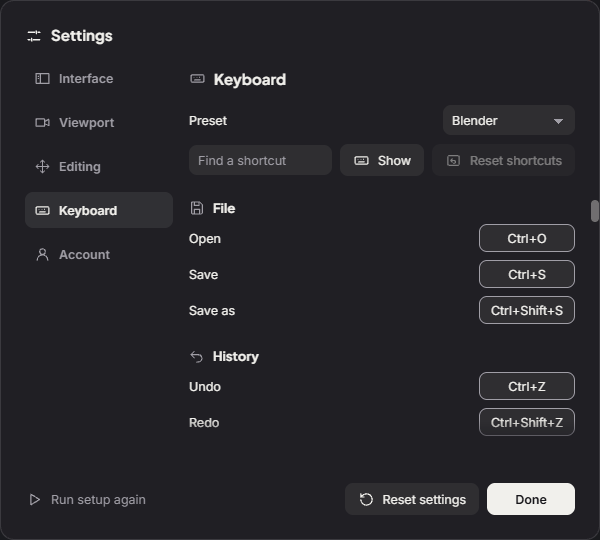 Settings
Interface
Viewport
Editing
Keyboard
Account
Keyboard
Preset
Blender
Find a shortcut
Show
Reset shortcuts
File
Open
Ctrl+O
Save
Ctrl+S
Save as
Ctrl+Shift+S
History
Undo
Ctrl+Z
Redo
Ctrl+Shift+Z
Run setup again
Reset settings
Done